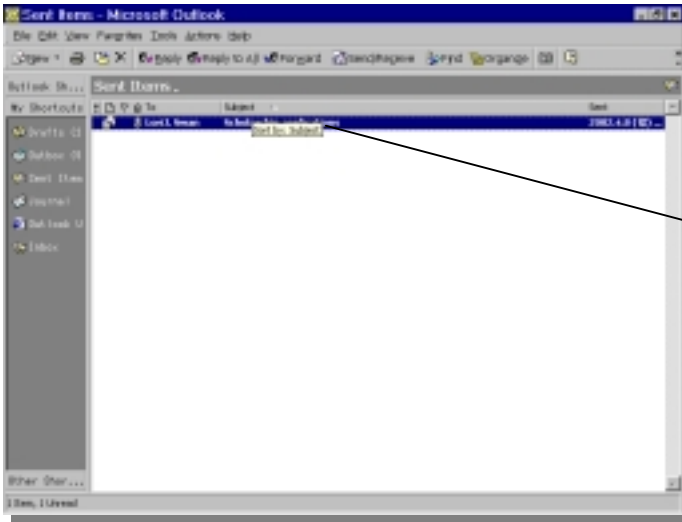 Sent Items - Microsoft Outlook
File Edit View Favorites Tools Actions Help
New Reply Reply to All Forward Send/Receive Find Organize
Outlook Sh... Sent Items.
My Shortcuts To Subject Sent
Sort by: Subject
Drafts
Outbox
Sent Item
Journal
Outlook U
Inbox
Other Shor...
1 Item, 1 Unread